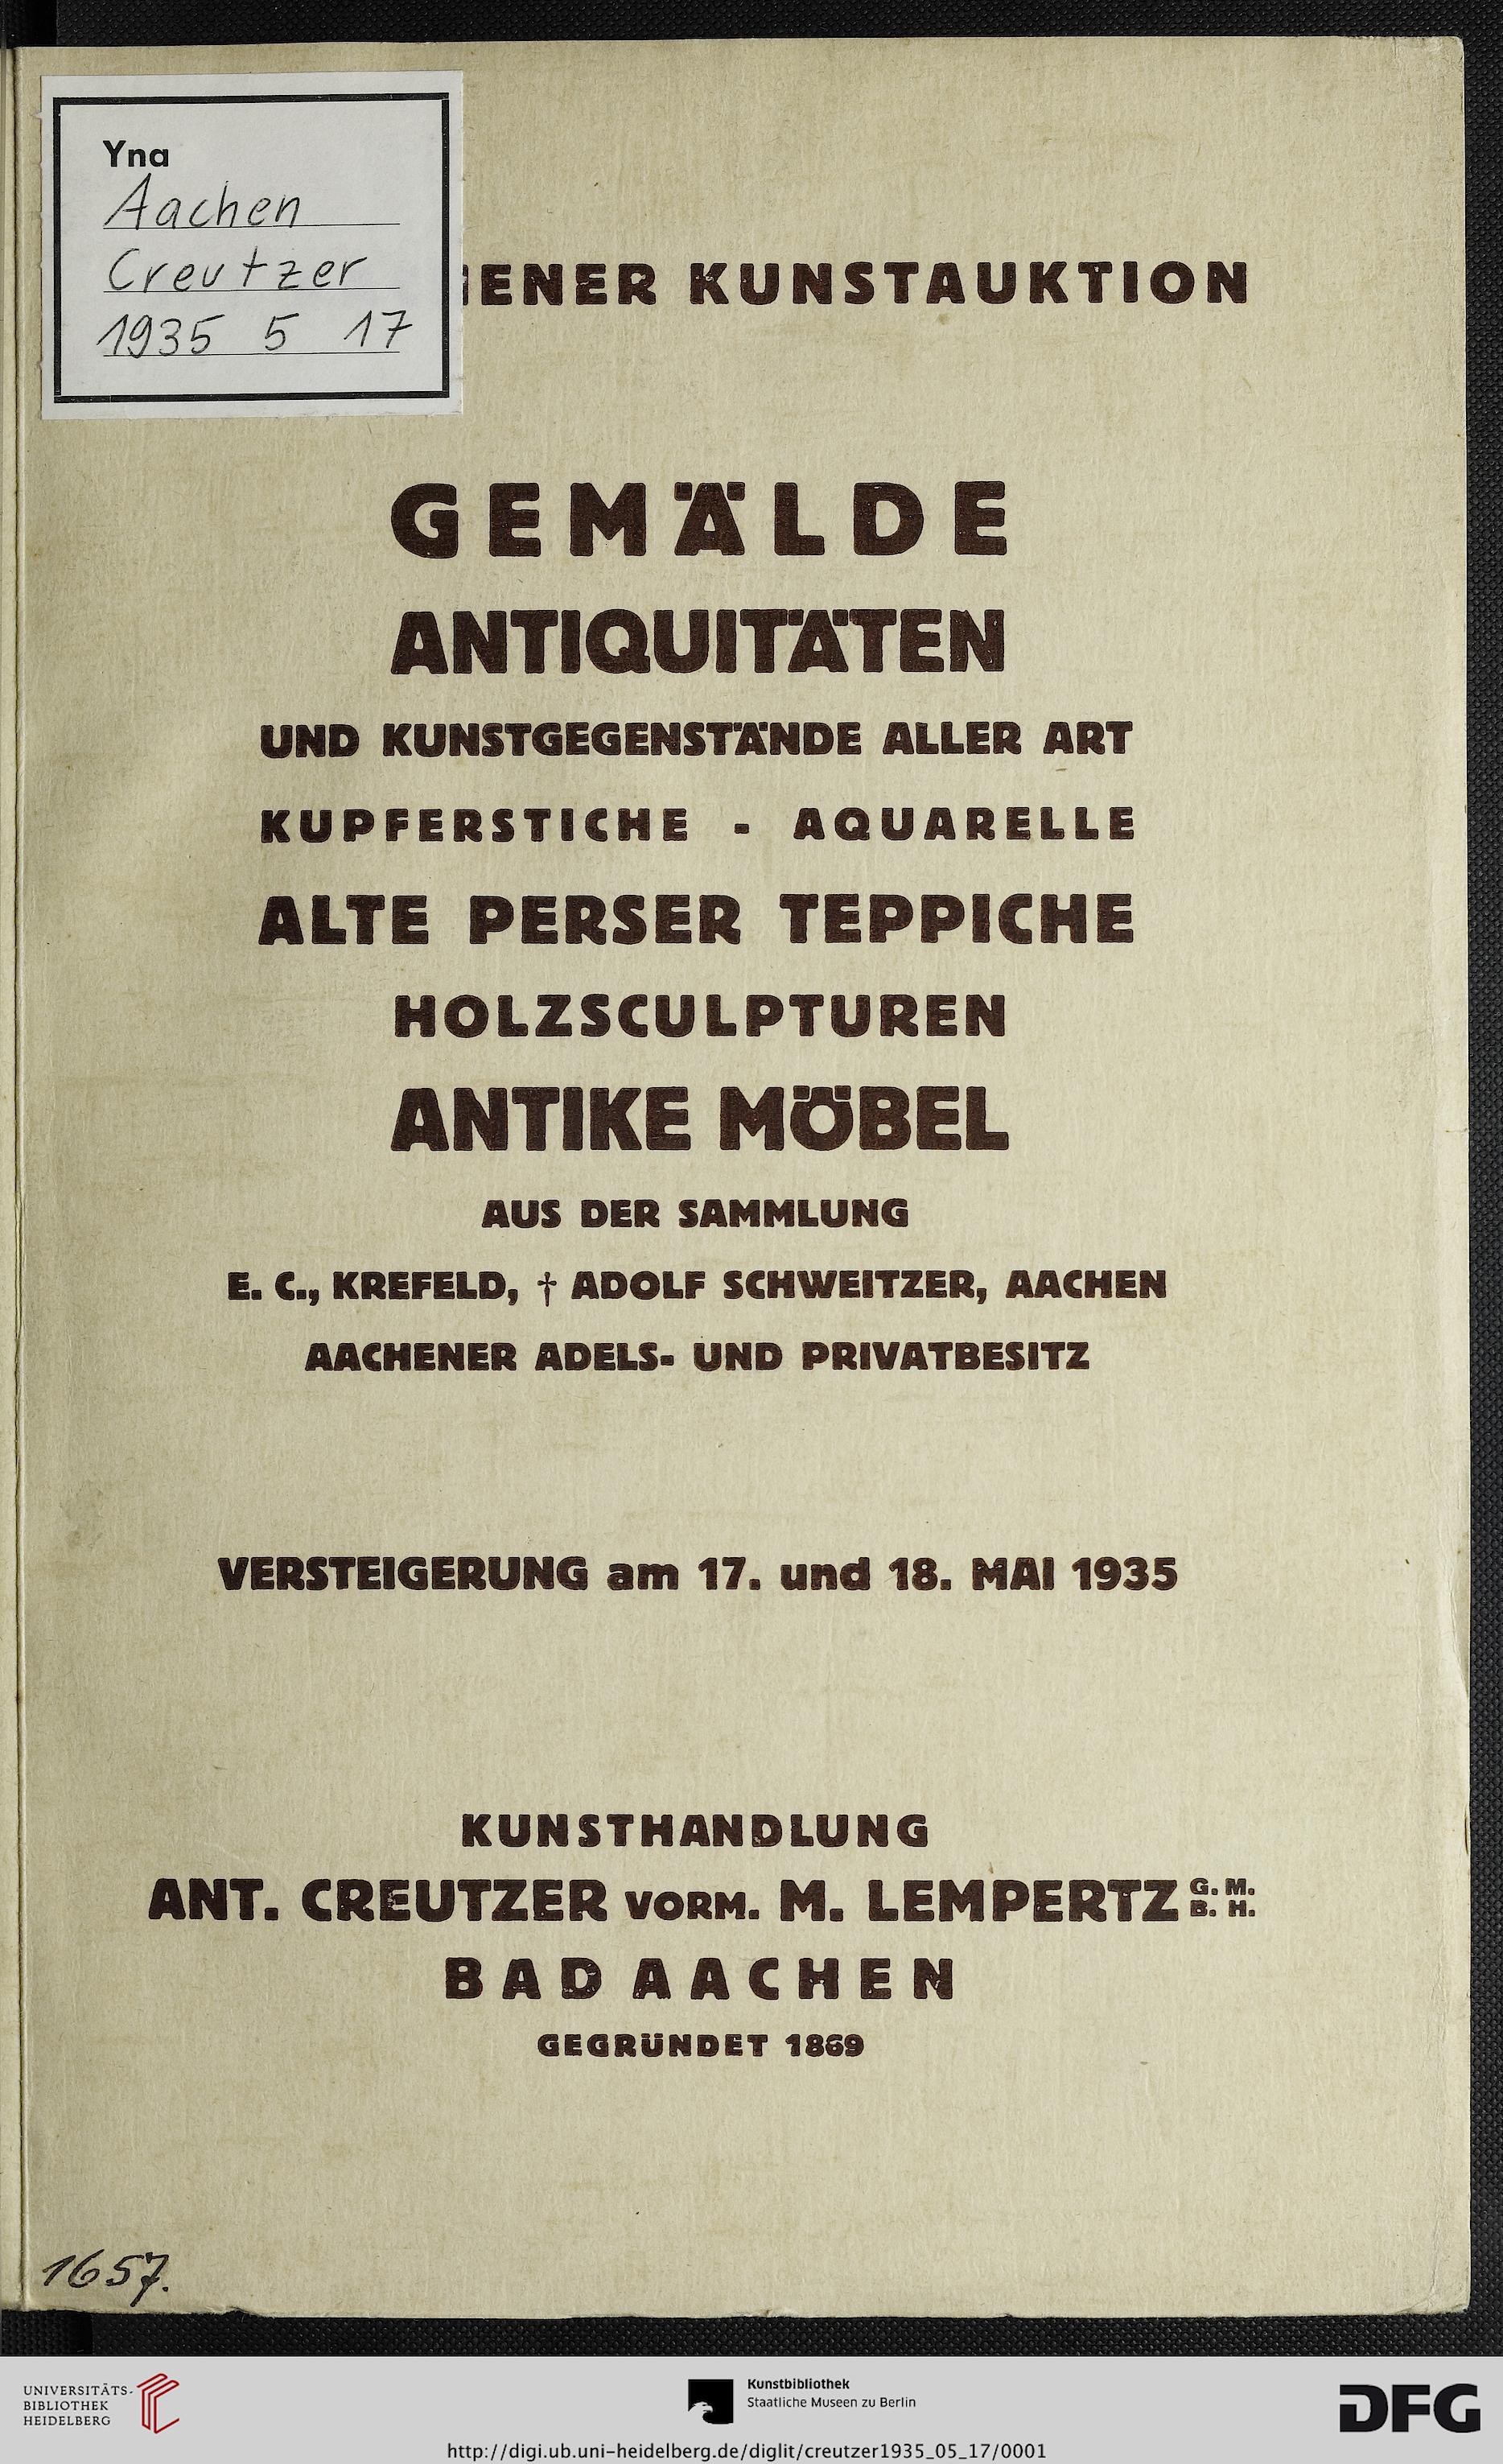 Yna
Aachen
Creutzer
1935 5 17
KUNSTAUKTION
GEMÄLDE
ANTIQUITÄTEN
UND KUNSTGEGENSTÄNDE ALLER ART
KUPFERSTICHE - AQUARELLE
ALTE PERSER TEPPICHE
HOLZSCULPTUREN
ANTIKE MÖBEL
AUS DER SAMMLUNG
E. C., KREFELD, † ADOLF SCHWEITZER, AACHEN
AACHENER ADELS- UND PRIVATBESITZ
VERSTEIGERUNG am 17. und 18. MAI 1935
KUNSTHANDLUNG
ANT. CREUTZER VORM. M. LEMPERTZ G. M. B. H.
BAD AACHEN
GEGRÜNDET 1869
1657.
UNIVERSITÄTS-
BIBLIOTHEK
HEIDELBERG
Kunstbibliothek
Staatliche Museen zu Berlin
DFG
http://digi.ub.uni-heidelberg.de/diglit/creutzer1935_05_17/0001